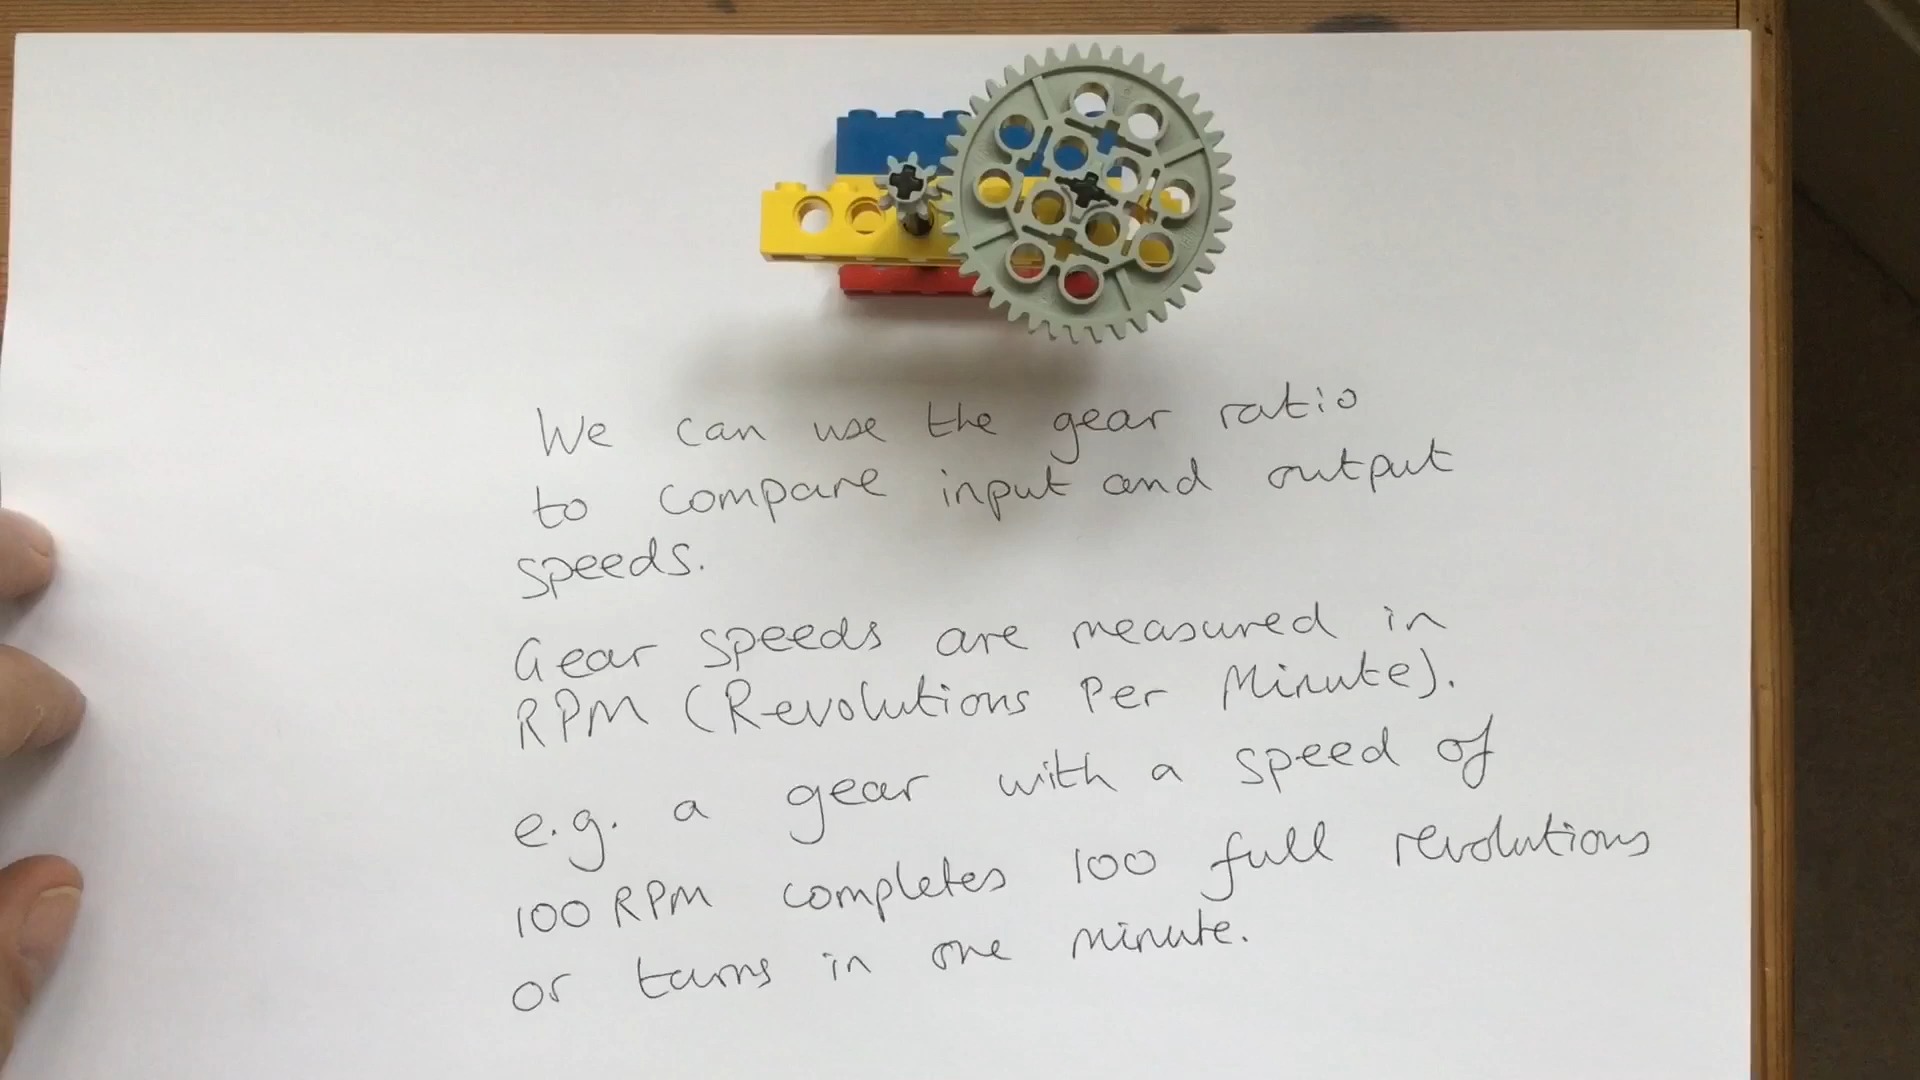 We can use the gear ratio
to compare input and output
speeds.
Gear speeds are measured in
RPM (Revolutions Per Minute).
e.g. a gear with a speed of
100 RPM completes 100 full revolutions
or turns in one minute.